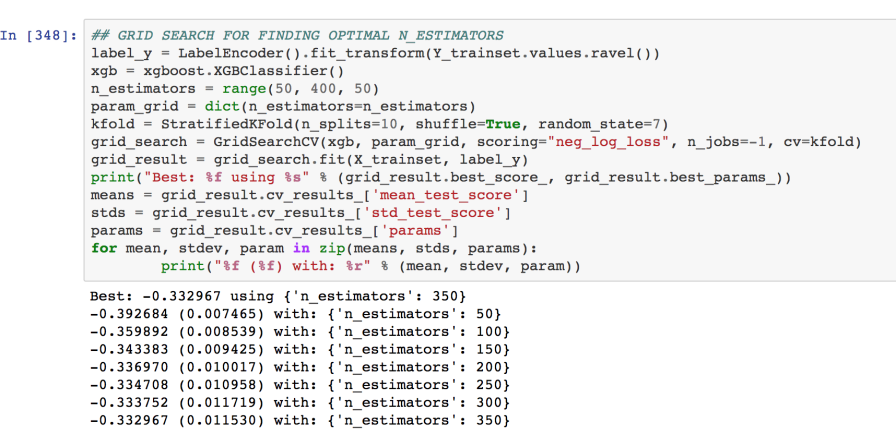 In [348]: ## GRID SEARCH FOR FINDING OPTIMAL N_ESTIMATORS
label_y = LabelEncoder().fit_transform(Y_trainset.values.ravel())
xgb = xgboost.XGBClassifier()
n_estimators = range(50, 400, 50)
param_grid = dict(n_estimators=n_estimators)
kfold = StratifiedKFold(n_splits=10, shuffle=True, random_state=7)
grid_search = GridSearchCV(xgb, param_grid, scoring="neg_log_loss", n_jobs=-1, cv=kfold)
grid_result = grid_search.fit(X_trainset, label_y)
print("Best: %f using %s" % (grid_result.best_score_, grid_result.best_params_))
means = grid_result.cv_results_['mean_test_score']
stds = grid_result.cv_results_['std_test_score']
params = grid_result.cv_results_['params']
for mean, stdev, param in zip(means, stds, params):
        print("%f (%f) with: %r" % (mean, stdev, param))
Best: -0.332967 using {'n_estimators': 350}
-0.392684 (0.007465) with: {'n_estimators': 50}
-0.359892 (0.008539) with: {'n_estimators': 100}
-0.343383 (0.009425) with: {'n_estimators': 150}
-0.336970 (0.010017) with: {'n_estimators': 200}
-0.334708 (0.010958) with: {'n_estimators': 250}
-0.333752 (0.011719) with: {'n_estimators': 300}
-0.332967 (0.011530) with: {'n_estimators': 350}